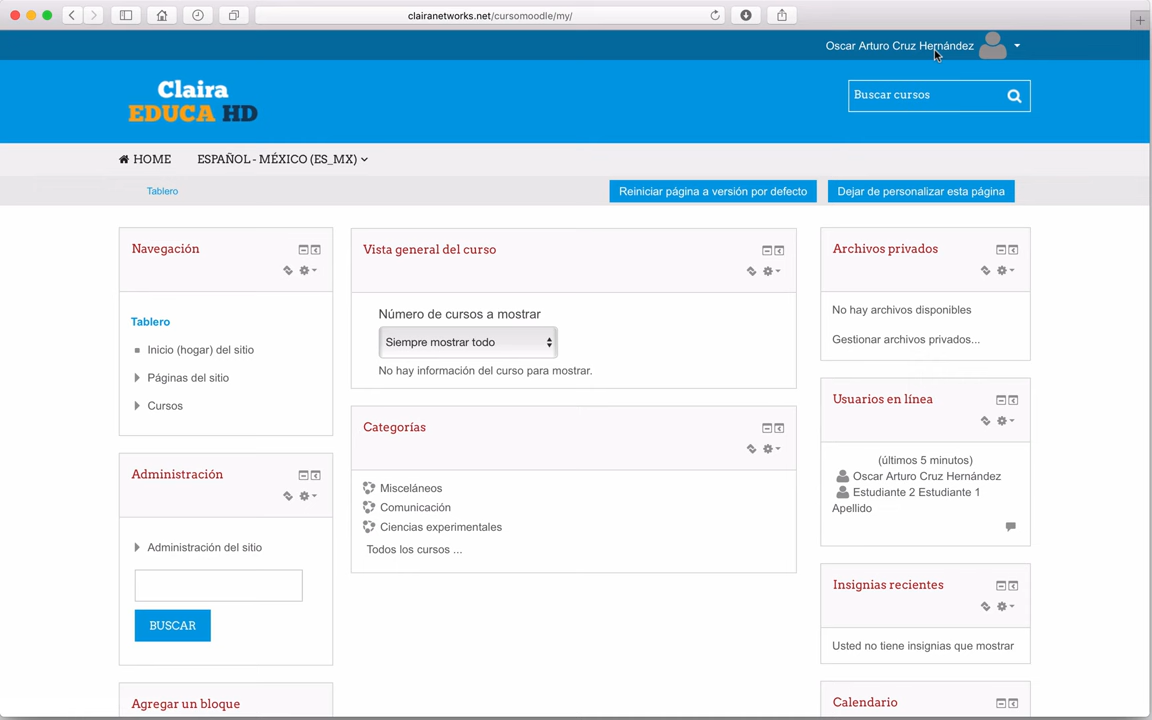 clairanetworks.net/cursomoodle/my/
Oscar Arturo Cruz Hernández
Claira
EDUCA HD
Buscar cursos
HOME
ESPAÑOL - MÉXICO (ES_MX)
Tablero
Reiniciar página a versión por defecto
Dejar de personalizar esta página
Navegación
Tablero
Inicio (hogar) del sitio
Páginas del sitio
Cursos
Administración
Administración del sitio
BUSCAR
Agregar un bloque
Vista general del curso
Número de cursos a mostrar
Siempre mostrar todo
No hay información del curso para mostrar.
Categorías
Misceláneos
Comunicación
Ciencias experimentales
Todos los cursos ...
Archivos privados
No hay archivos disponibles
Gestionar archivos privados...
Usuarios en línea
(últimos 5 minutos)
Oscar Arturo Cruz Hernández
Estudiante 2 Estudiante 1
Apellido
Insignias recientes
Usted no tiene insignias que mostrar
Calendario